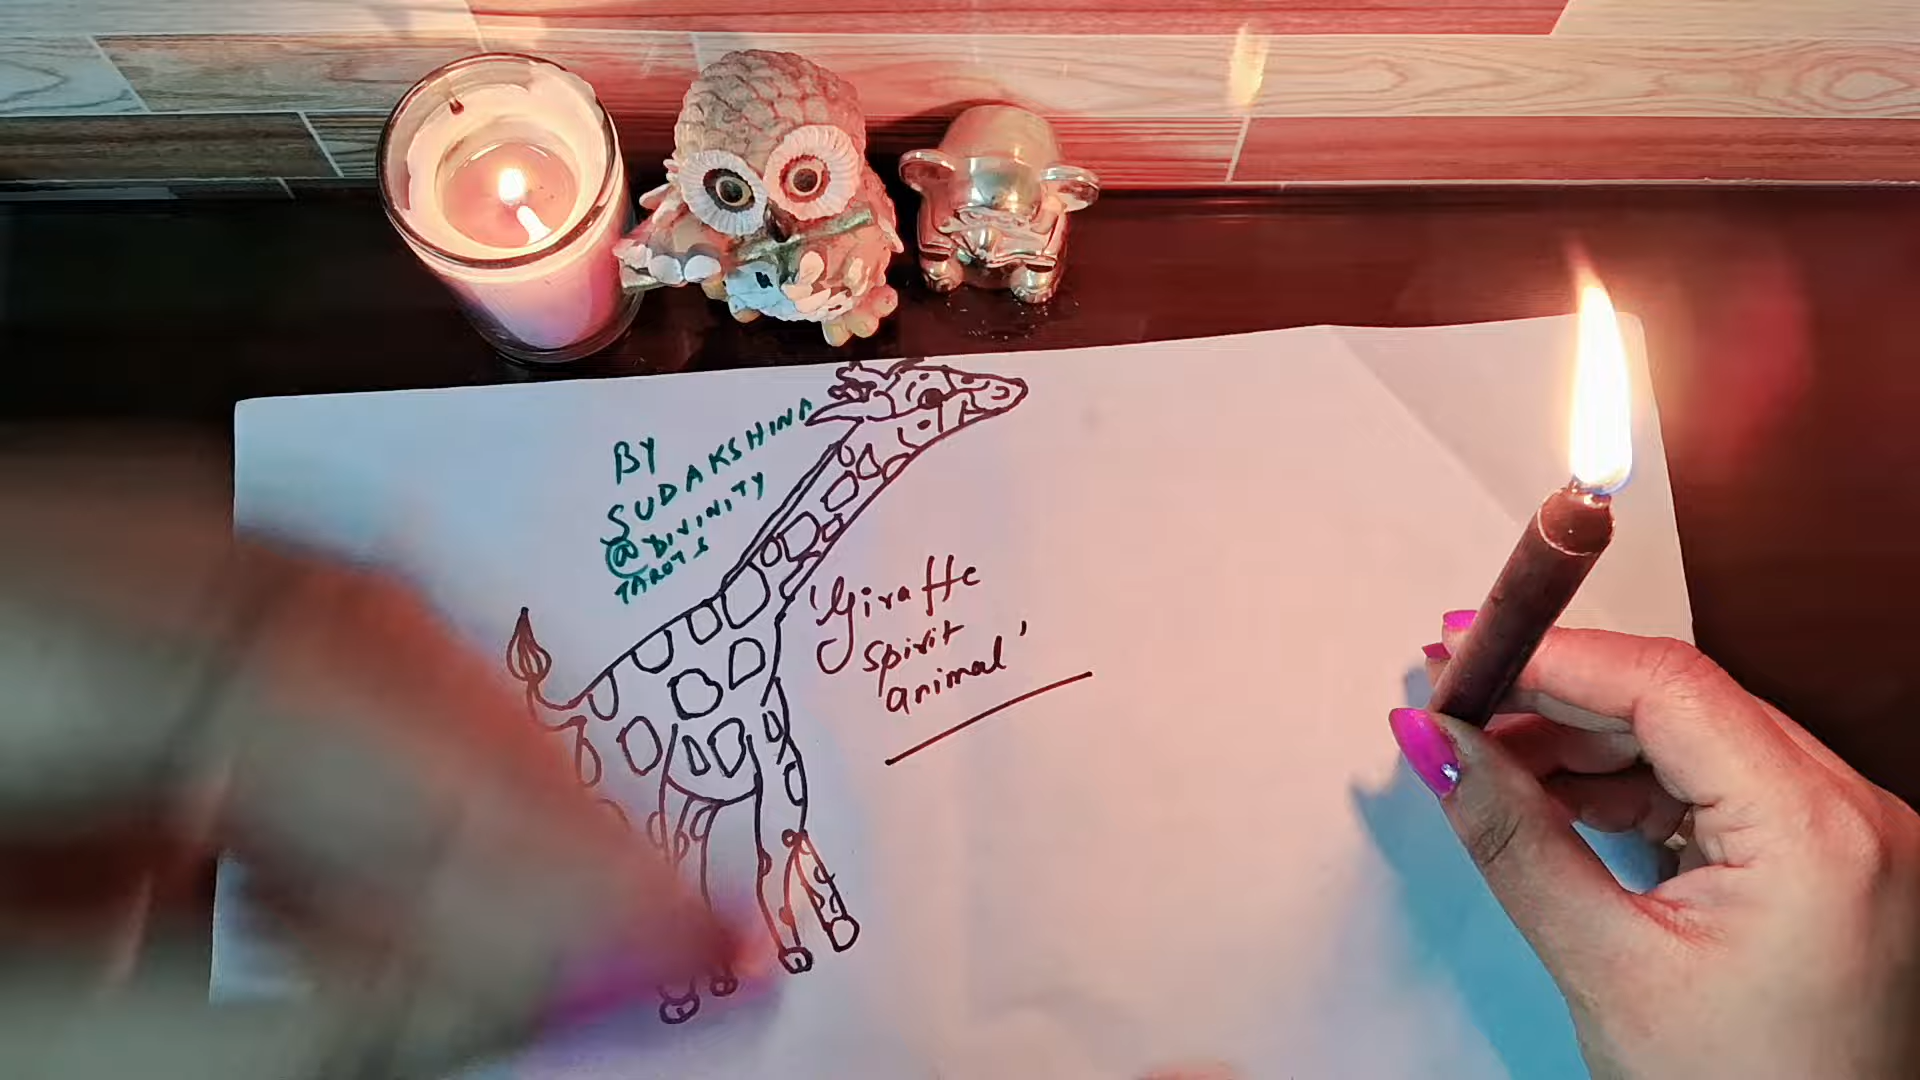 BY
SUDAKSHINA
@DIVINITY
TAROTS
'Giraffe
spirit
animal'